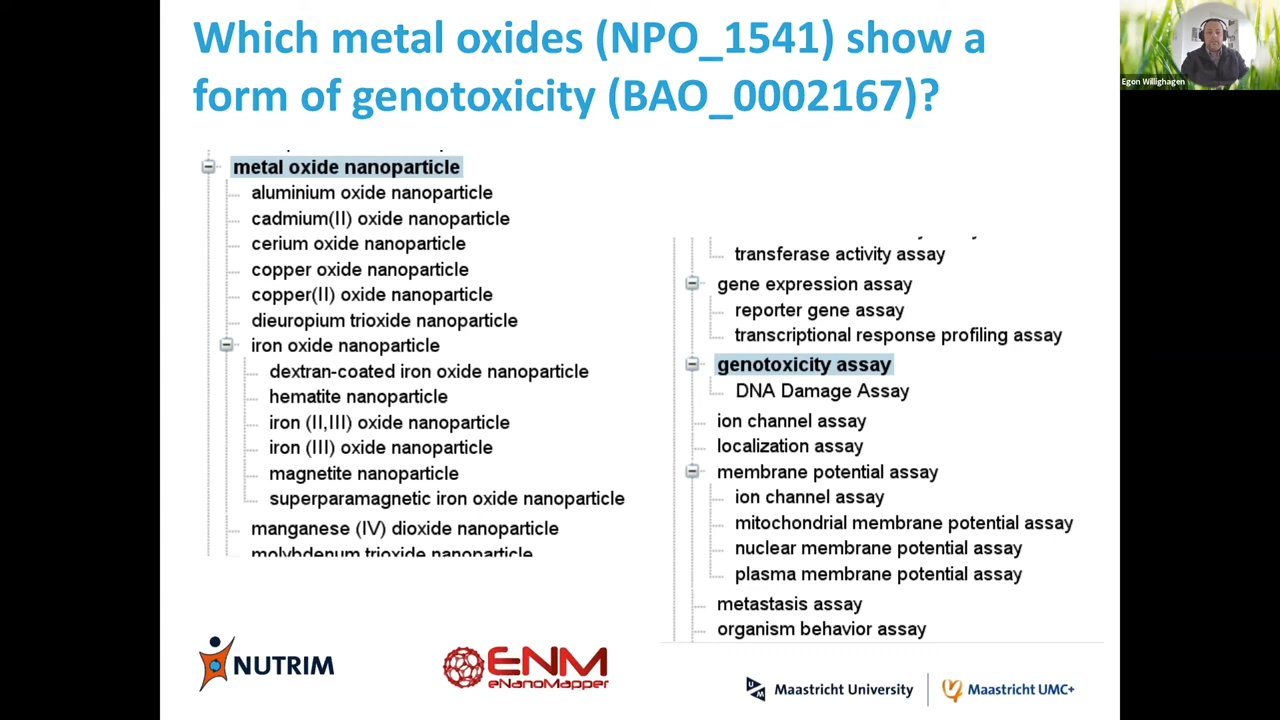 Which metal oxides (NPO_1541) show a
form of genotoxicity (BAO_0002167)?
Egon Willighagen
metal oxide nanoparticle
aluminium oxide nanoparticle
cadmium(II) oxide nanoparticle
cerium oxide nanoparticle
copper oxide nanoparticle
copper(II) oxide nanoparticle
dieuropium trioxide nanoparticle
iron oxide nanoparticle
dextran-coated iron oxide nanoparticle
hematite nanoparticle
iron (II,III) oxide nanoparticle
iron (III) oxide nanoparticle
magnetite nanoparticle
superparamagnetic iron oxide nanoparticle
manganese (IV) dioxide nanoparticle
molybdenum trioxide nanoparticle
transferase activity assay
gene expression assay
reporter gene assay
transcriptional response profiling assay
genotoxicity assay
DNA Damage Assay
ion channel assay
localization assay
membrane potential assay
ion channel assay
mitochondrial membrane potential assay
nuclear membrane potential assay
plasma membrane potential assay
metastasis assay
organism behavior assay
NUTRIM
ENM
eNanoMapper
Maastricht University
Maastricht UMC+